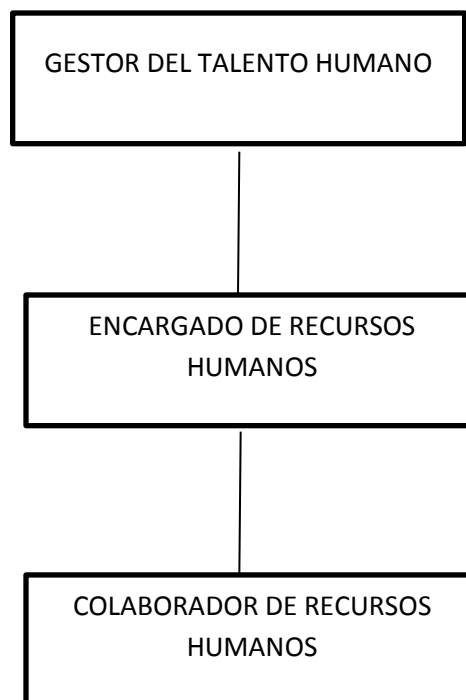 GESTOR DEL TALENTO HUMANO
ENCARGADO DE RECURSOS
HUMANOS
COLABORADOR DE RECURSOS
HUMANOS